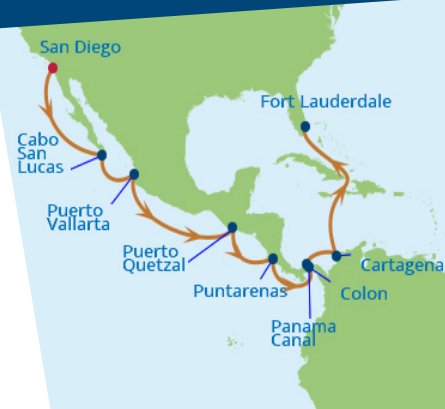 San Diego
Fort Lauderdale
Cabo
San
Lucas
Puerto
Vallarta
Puerto
Quetzal
Puntarenas
Cartagena
Colon
Panama
Canal